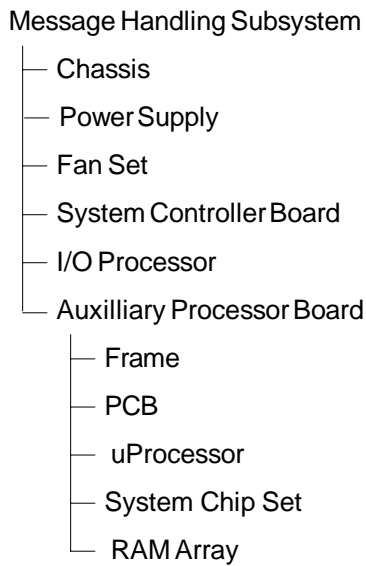 Message Handling Subsystem
Chassis
Power Supply
Fan Set
System Controller Board
I/O Processor
Auxilliary Processor Board
Frame
PCB
uProcessor
System Chip Set
RAM Array